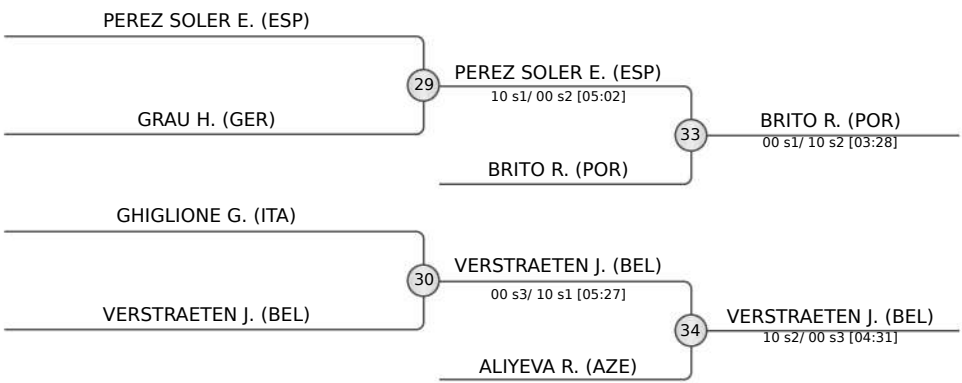 PEREZ SOLER E. (ESP)
29
PEREZ SOLER E. (ESP)
10 s1/ 00 s2 [05:02]
GRAU H. (GER)
33
BRITO R. (POR)
00 s1/ 10 s2 [03:28]
BRITO R. (POR)
GHIGLIONE G. (ITA)
30
VERSTRAETEN J. (BEL)
00 s3/ 10 s1 [05:27]
VERSTRAETEN J. (BEL)
34
VERSTRAETEN J. (BEL)
10 s2/ 00 s3 [04:31]
ALIYEVA R. (AZE)